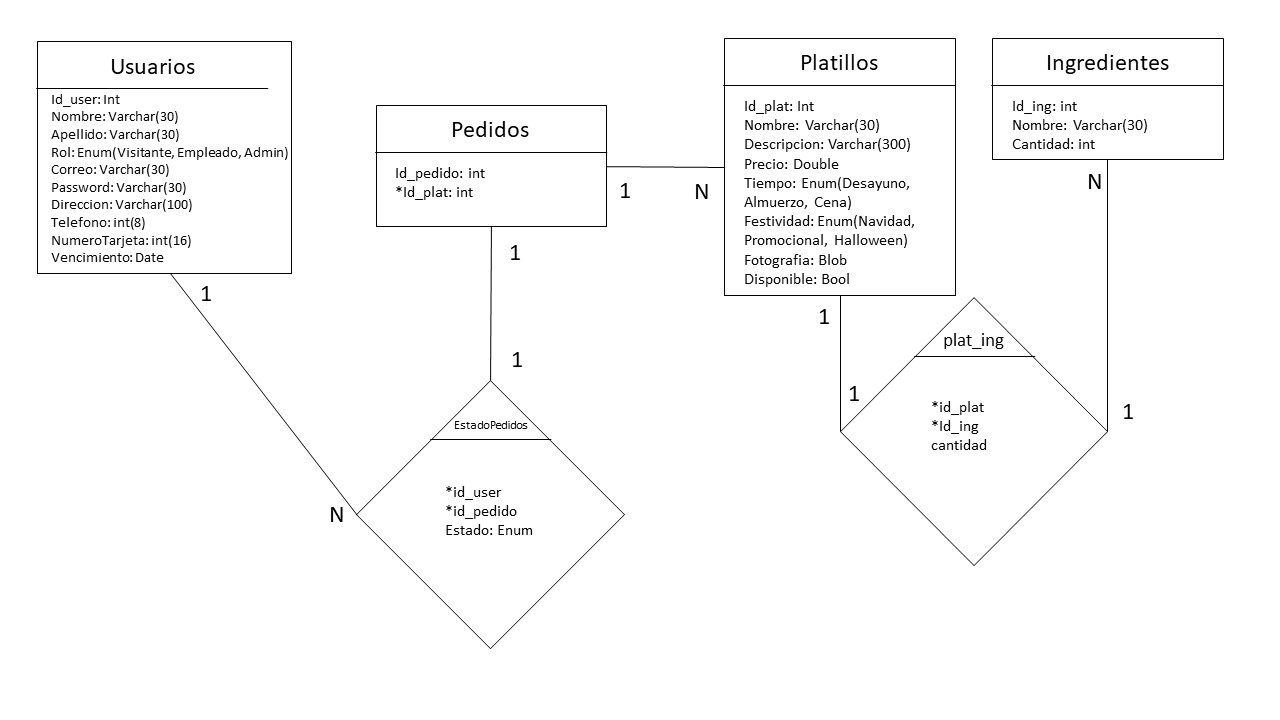 Usuarios
Id_user: Int
Nombre: Varchar(30)
Apellido: Varchar(30)
Rol: Enum(Visitante, Empleado, Admin)
Correo: Varchar(30)
Password: Varchar(30)
Direccion: Varchar(100)
Telefono: int(8)
NumeroTarjeta: int(16)
Vencimiento: Date
1
N
Pedidos
Id_pedido: int
*Id_plat: int
1
N
1
1
EstadoPedidos
*id_user
*id_pedido
Estado: Enum
Platillos
Id_plat: Int
Nombre: Varchar(30)
Descripcion: Varchar(300)
Precio: Double
Tiempo: Enum(Desayuno,
Almuerzo, Cena)
Festividad: Enum(Navidad,
Promocional, Halloween)
Fotografia: Blob
Disponible: Bool
1
1
Ingredientes
Id_ing: int
Nombre: Varchar(30)
Cantidad: int
N
1
plat_ing
*id_plat
*Id_ing
cantidad